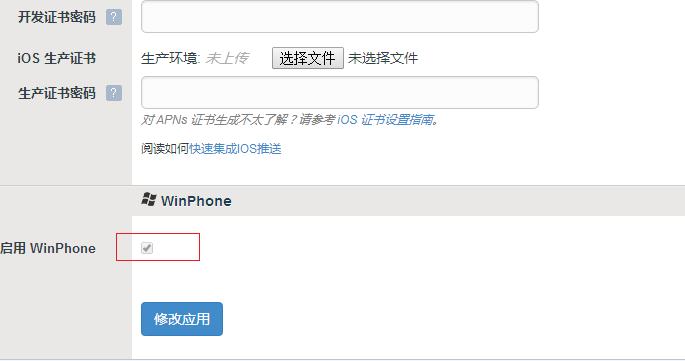 开发证书密码 ?
iOS 生产证书 生产环境: 未上传 选择文件 未选择文件
生产证书密码 ?
对 APNs 证书生成不太了解？请参考 iOS 证书设置指南。
阅读如何快速集成IOS推送
WinPhone
启用 WinPhone
修改应用